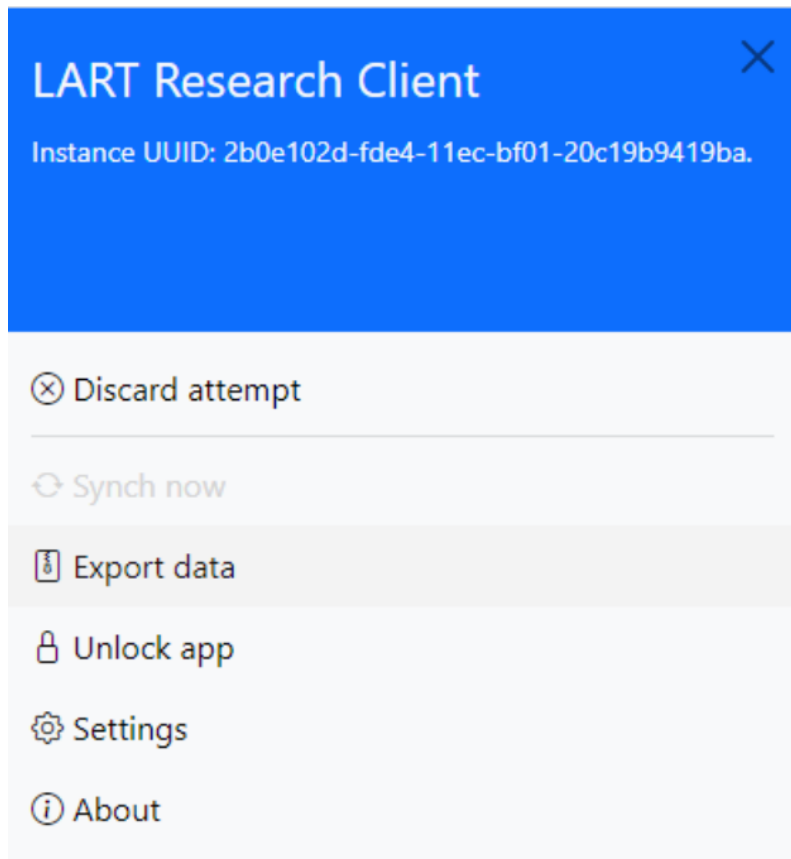 LART Research Client
Instance UUID: 2b0e102d-fde4-11ec-bf01-20c19b9419ba.
Discard attempt
Synch now
Export data
Unlock app
Settings
About